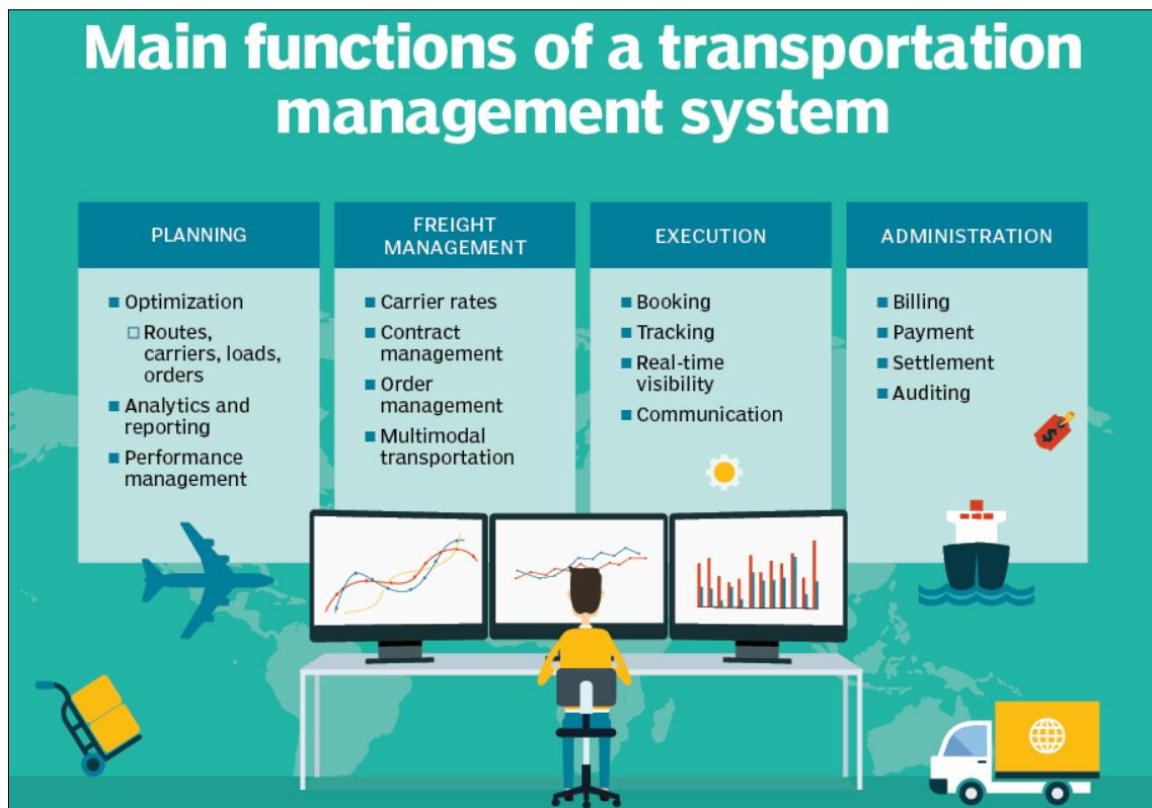 Main functions of a transportation
management system
PLANNING
Optimization
Routes,
carriers, loads,
orders
Analytics and
reporting
Performance
management
FREIGHT
MANAGEMENT
Carrier rates
Contract
management
Order
management
Multimodal
transportation
EXECUTION
Booking
Tracking
Real-time
visibility
Communication
ADMINISTRATION
Billing
Payment
Settlement
Auditing
$